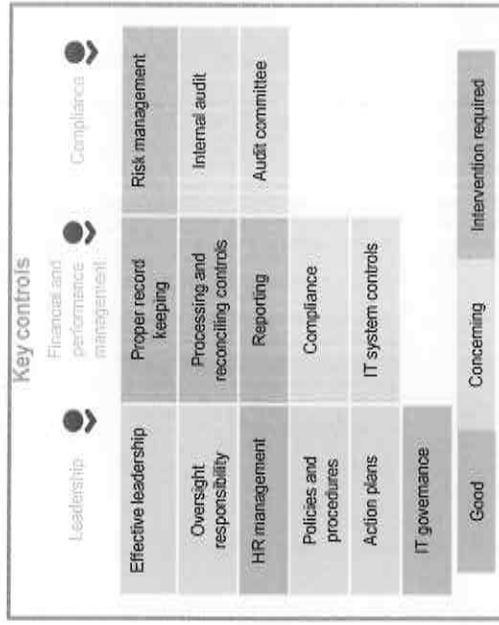 Key controls
Leadership
Financial and
performance
management
Compliance
Effective leadership
Proper record
keeping
Risk management
Oversight
responsibility
Processing and
reconciling controls
Internal audit
HR management
Reporting
Audit committee
Policies and
procedures
Compliance
Action plans
IT system controls
IT governance
Good
Concerning
Intervention required